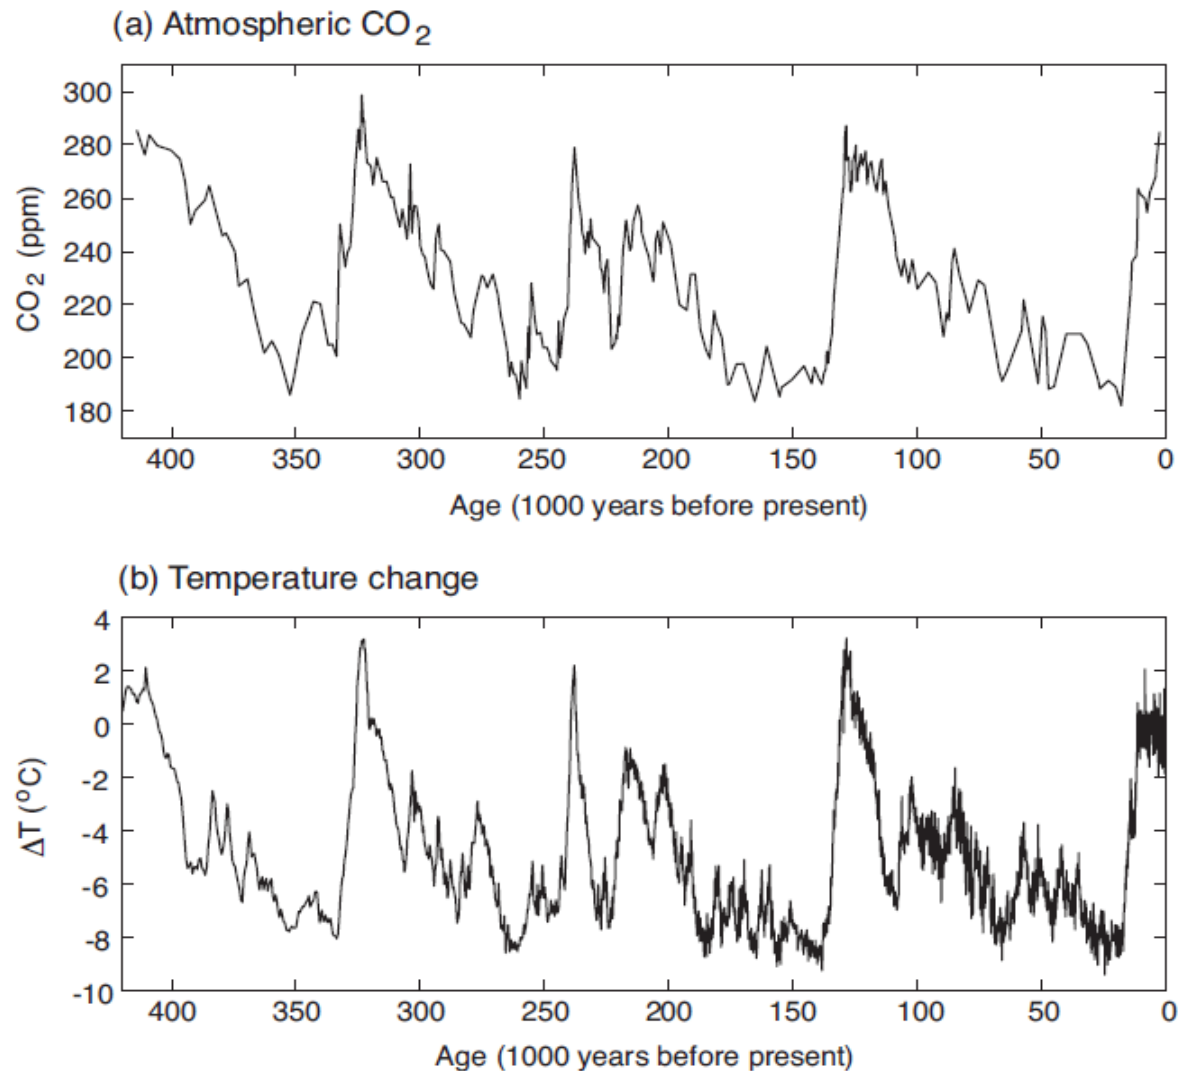 (a) Atmospheric CO2
300
280
260
240
220
200
180
CO2 (ppm)
400 350 300 250 200 150 100 50 0
Age (1000 years before present)
(b) Temperature change
4
2
0
-2
-4
-6
-8
-10
ΔT (°C)
400 350 300 250 200 150 100 50 0
Age (1000 years before present)